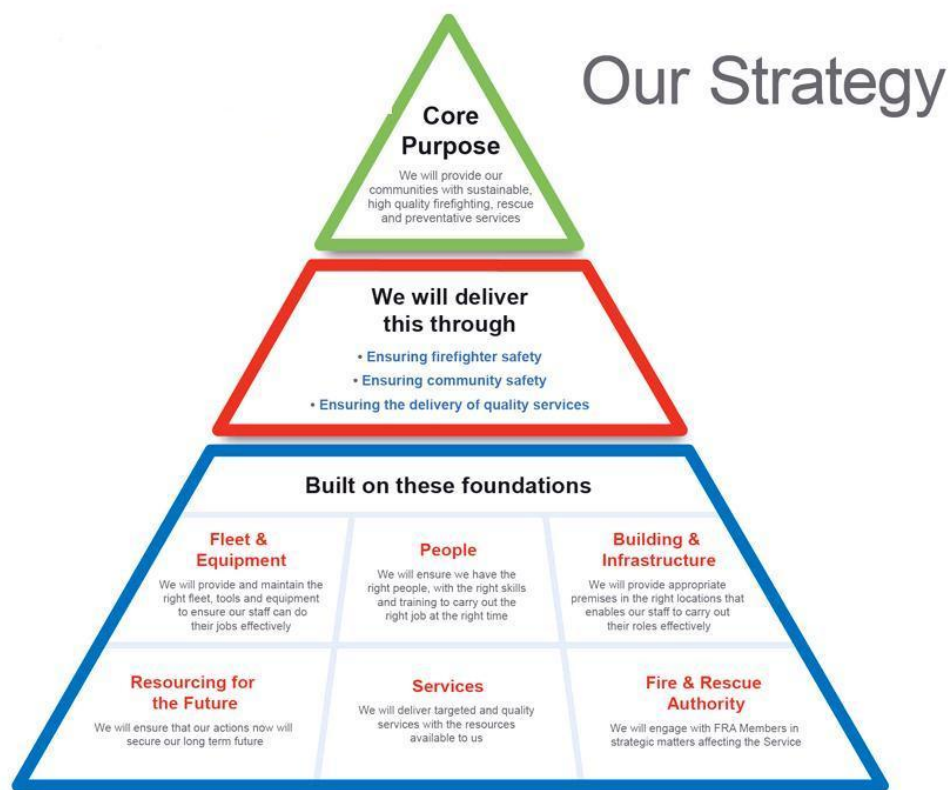 Our Strategy
Core
Purpose
We will provide our
communities with sustainable,
high quality firefighting, rescue
and preventative services
We will deliver
this through
• Ensuring firefighter safety
• Ensuring community safety
• Ensuring the delivery of quality services
Built on these foundations
Fleet &
Equipment
We will provide and maintain the
right fleet, tools and equipment
to ensure our staff can do
their jobs effectively
People
We will ensure we have the
right people, with the right skills
and training to carry out the
right job at the right time
Building &
Infrastructure
We will provide appropriate
premises in the right locations that
enables our staff to carry out
their roles effectively
Resourcing for
the Future
We will ensure that our actions now will
secure our long term future
Services
We will deliver targeted and quality
services with the resources
available to us
Fire & Rescue
Authority
We will engage with FRA Members in
strategic matters affecting the Service